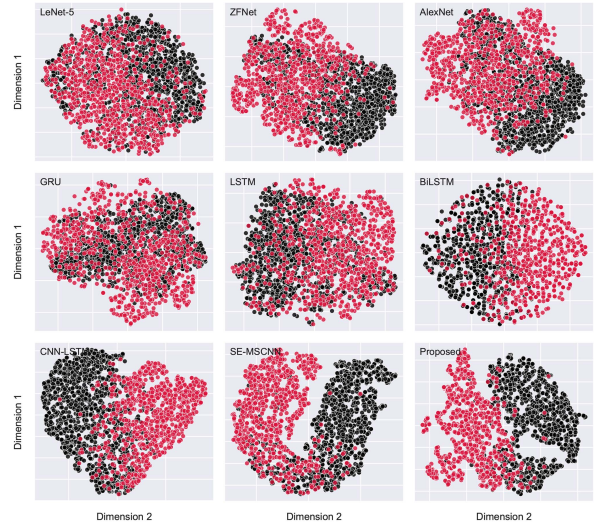 LeNet-5
ZFNet
AlexNet
Dimension 1
GRU
LSTM
BiLSTM
Dimension 1
CNN-LSTM
SE-MSCNN
Proposed
Dimension 1
Dimension 2
Dimension 2
Dimension 2